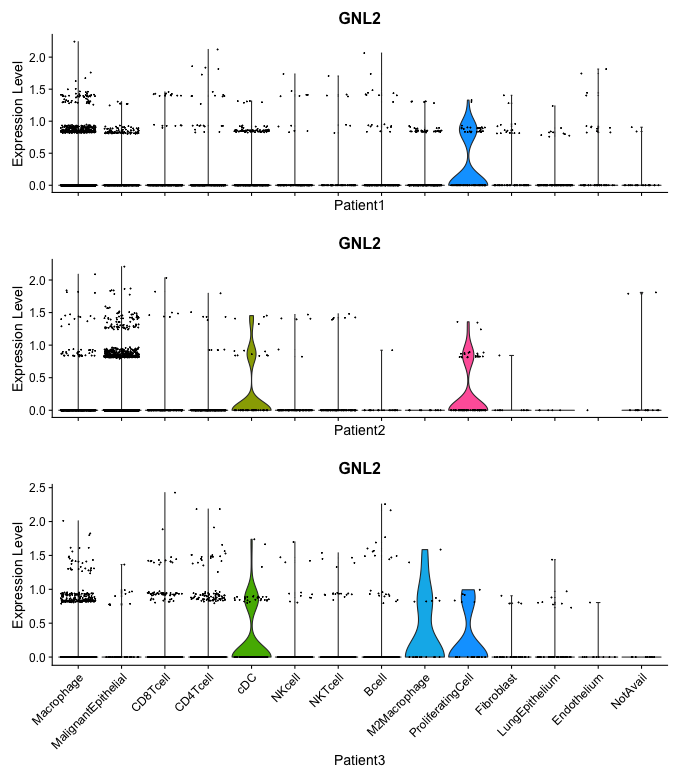 GNL2
Expression Level
2.0
1.5
1.0
0.5
0.0
Patient1
GNL2
Expression Level
2.0
1.5
1.0
0.5
0.0
Patient2
GNL2
Expression Level
2.5
2.0
1.5
1.0
0.5
0.0
Macrophage
MalignantEpithelial
CD8Tcell
CD4Tcell
cDC
NKcell
NKTcell
Bcell
M2Macrophage
ProliferatingCell
Fibroblast
LungEpithelium
Endothelium
NotAvail
Patient3